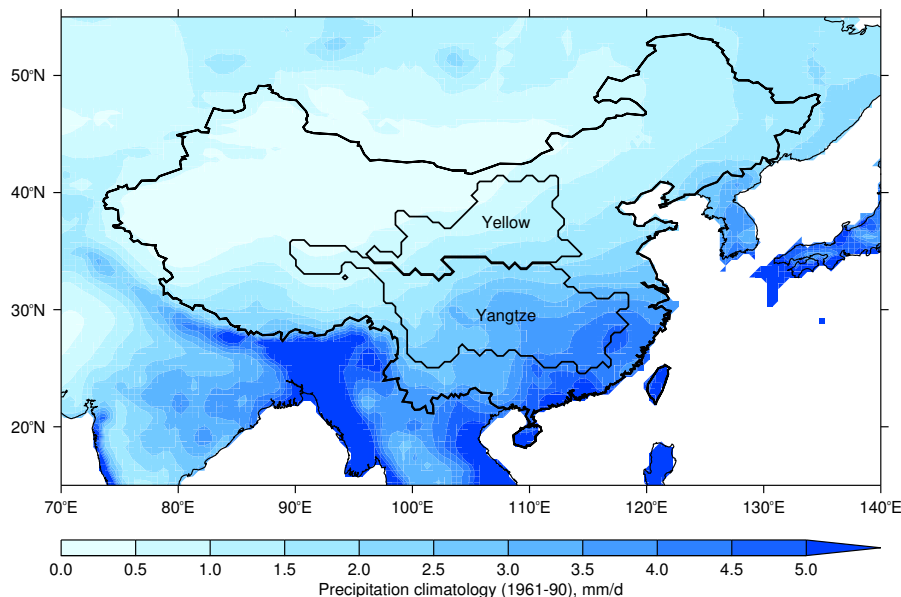 50°N
40°N
30°N
20°N
Yellow
Yangtze
70°E 80°E 90°E 100°E 110°E 120°E 130°E 140°E
0.0 0.5 1.0 1.5 2.0 2.5 3.0 3.5 4.0 4.5 5.0
Precipitation climatology (1961-90), mm/d